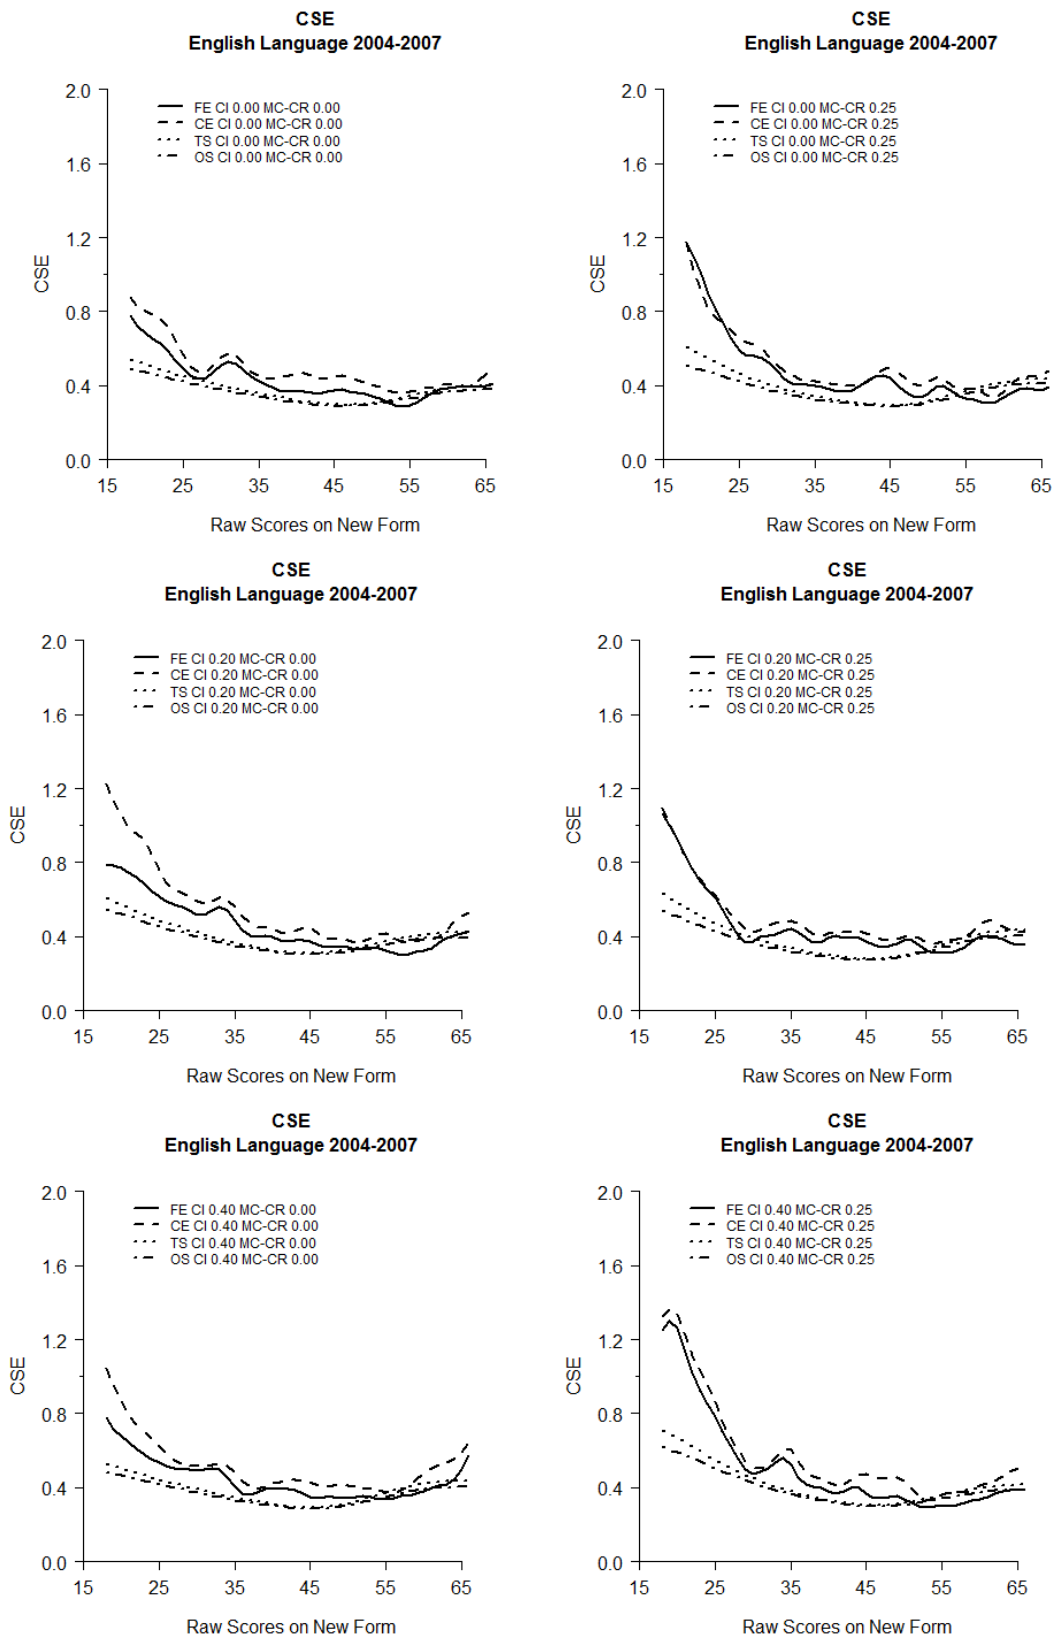 CSE
English Language 2004-2007
2.0
1.6
1.2
0.8
0.4
0.0
CSE
FE CI 0.00 MC-CR 0.00
CE CI 0.00 MC-CR 0.00
TS CI 0.00 MC-CR 0.00
OS CI 0.00 MC-CR 0.00
15 25 35 45 55 65
Raw Scores on New Form
CSE
English Language 2004-2007
2.0
1.6
1.2
0.8
0.4
0.0
CSE
FE CI 0.00 MC-CR 0.25
CE CI 0.00 MC-CR 0.25
TS CI 0.00 MC-CR 0.25
OS CI 0.00 MC-CR 0.25
15 25 35 45 55 65
Raw Scores on New Form
CSE
English Language 2004-2007
2.0
1.6
1.2
0.8
0.4
0.0
CSE
FE CI 0.20 MC-CR 0.00
CE CI 0.20 MC-CR 0.00
TS CI 0.20 MC-CR 0.00
OS CI 0.20 MC-CR 0.00
15 25 35 45 55 65
Raw Scores on New Form
CSE
English Language 2004-2007
2.0
1.6
1.2
0.8
0.4
0.0
CSE
FE CI 0.20 MC-CR 0.25
CE CI 0.20 MC-CR 0.25
TS CI 0.20 MC-CR 0.25
OS CI 0.20 MC-CR 0.25
15 25 35 45 55 65
Raw Scores on New Form
CSE
English Language 2004-2007
2.0
1.6
1.2
0.8
0.4
0.0
CSE
FE CI 0.40 MC-CR 0.00
CE CI 0.40 MC-CR 0.00
TS CI 0.40 MC-CR 0.00
OS CI 0.40 MC-CR 0.00
15 25 35 45 55 65
Raw Scores on New Form
CSE
English Language 2004-2007
2.0
1.6
1.2
0.8
0.4
0.0
CSE
FE CI 0.40 MC-CR 0.25
CE CI 0.40 MC-CR 0.25
TS CI 0.40 MC-CR 0.25
OS CI 0.40 MC-CR 0.25
15 25 35 45 55 65
Raw Scores on New Form